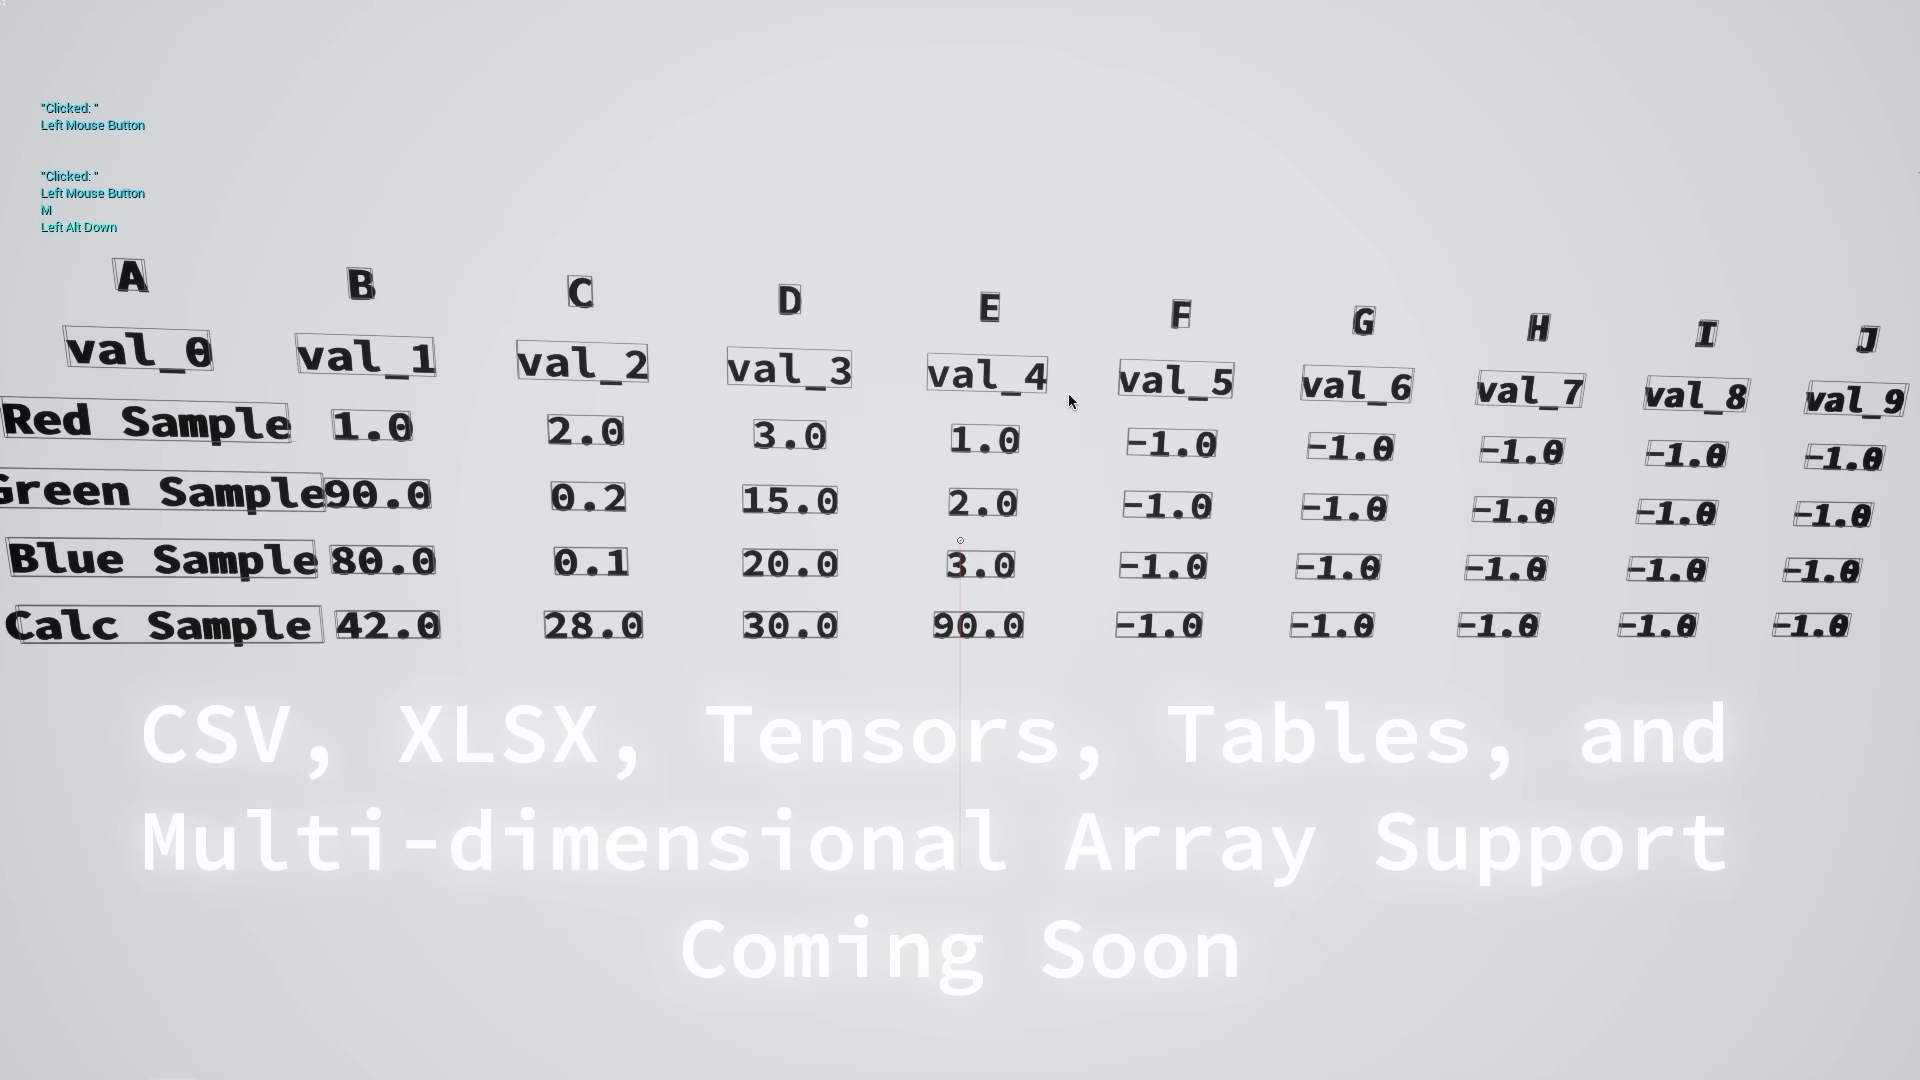 "Clicked: "
Left Mouse Button
"Clicked: "
Left Mouse Button
M
Left Alt Down
A B C D E F G H I J
val_0 val_1 val_2 val_3 val_4 val_5 val_6 val_7 val_8 val_9
Red Sample 1.0 2.0 3.0 1.0 -1.0 -1.0 -1.0 -1.0 -1.0
Green Sample 90.0 0.2 15.0 2.0 -1.0 -1.0 -1.0 -1.0 -1.0
Blue Sample 80.0 0.1 20.0 3.0 -1.0 -1.0 -1.0 -1.0 -1.0
Calc Sample 42.0 28.0 30.0 90.0 -1.0 -1.0 -1.0 -1.0 -1.0
CSV, XLSX, Tensors, Tables, and
Multi-dimensional Array Support
Coming Soon